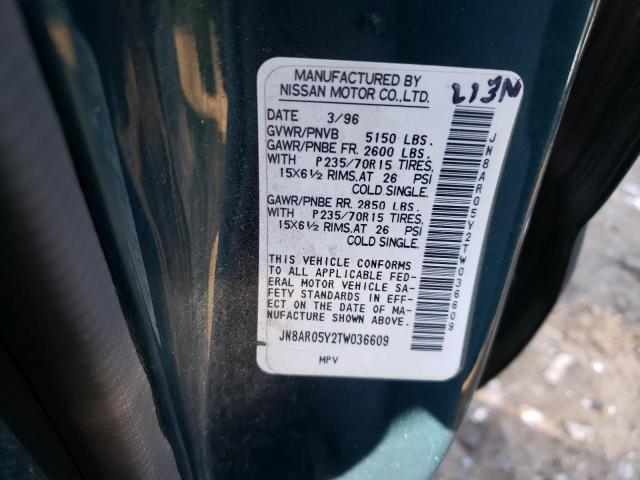 MANUFACTURED BY
NISSAN MOTOR CO.,LTD.
DATE 3/96
GVWR/PNVB 5150 LBS.
GAWR/PNBE FR. 2600 LBS.
WITH P235/70R15 TIRES,
15X6½ RIMS,AT 26 PSI
COLD SINGLE.
GAWR/PNBE RR. 2850 LBS.
WITH P235/70R15 TIRES,
15X6½ RIMS,AT 26 PSI
COLD SINGLE.
THIS VEHICLE CONFORMS
TO ALL APPLICABLE FED-
ERAL MOTOR VEHICLE SA-
FETY STANDARDS IN EFF-
ECT ON THE DATE OF
MANUFACTURE SHOWN ABOVE.
JN8AR05Y2TW036609
MPV
JN8AR05Y2TW036609